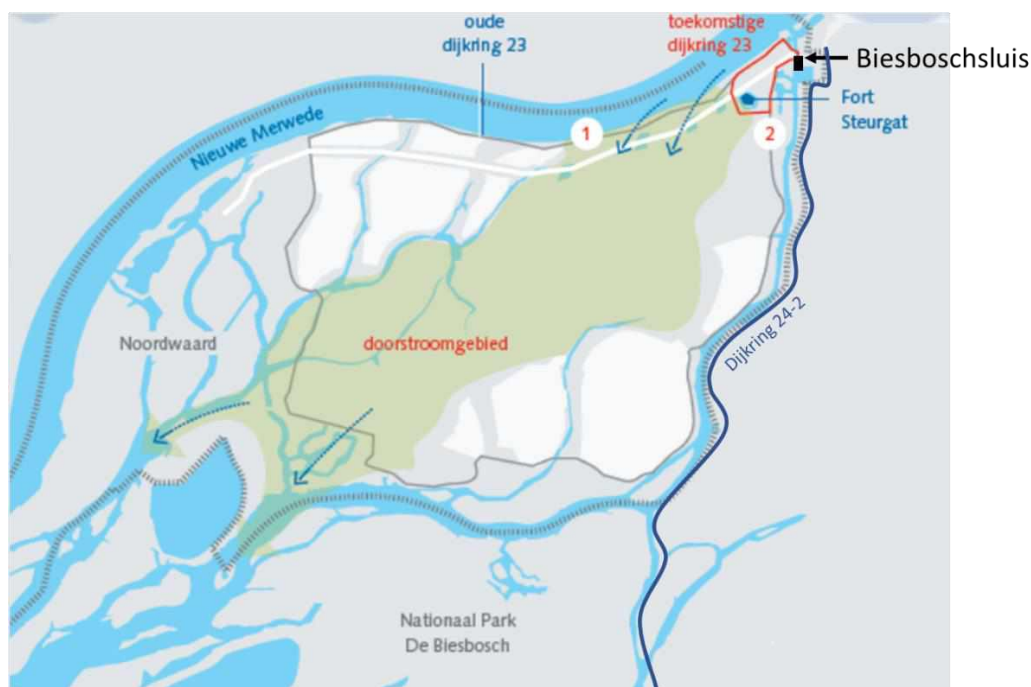 oude
dijkring 23
toekomstige
dijkring 23
Biesboschsluis
Fort
Steurgat
1
2
Nieuwe Merwede
Noordwaard
doorstroomgebied
Dijkring 24-2
Nationaal Park
De Biesbosch